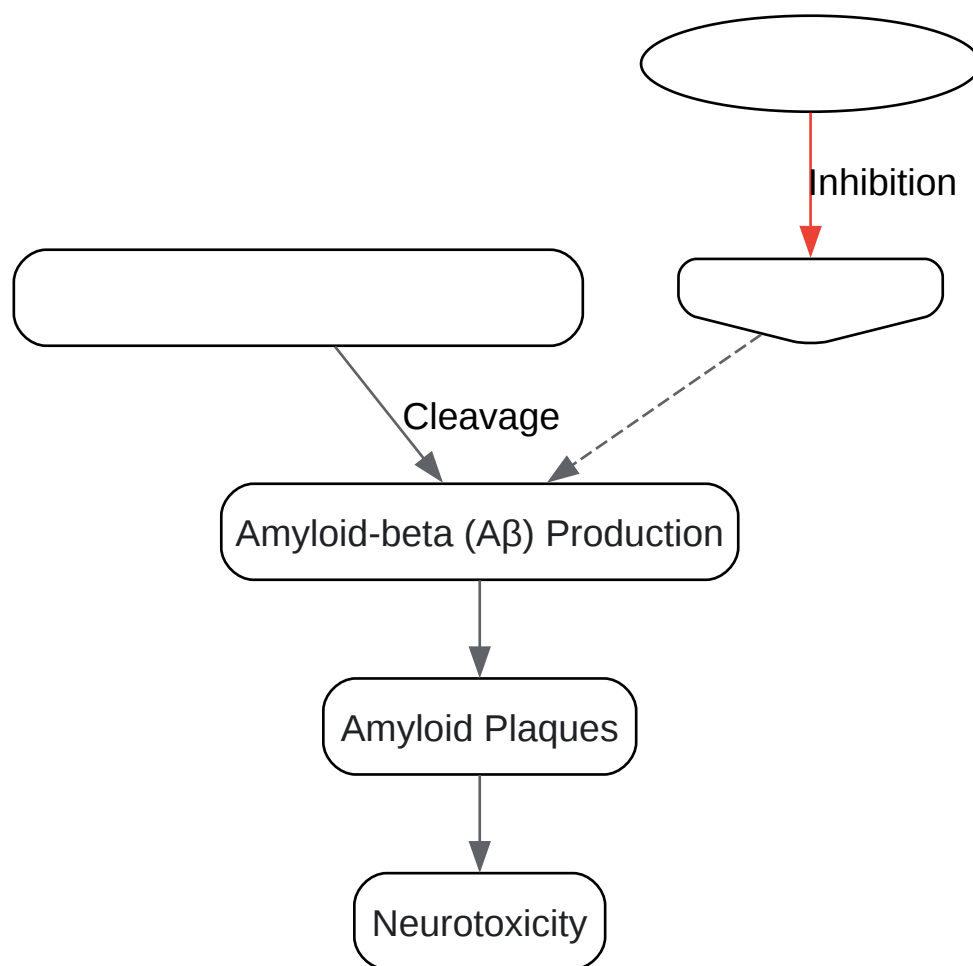 Inhibition
Cleavage
Amyloid-beta (Aβ) Production
Amyloid Plaques
Neurotoxicity